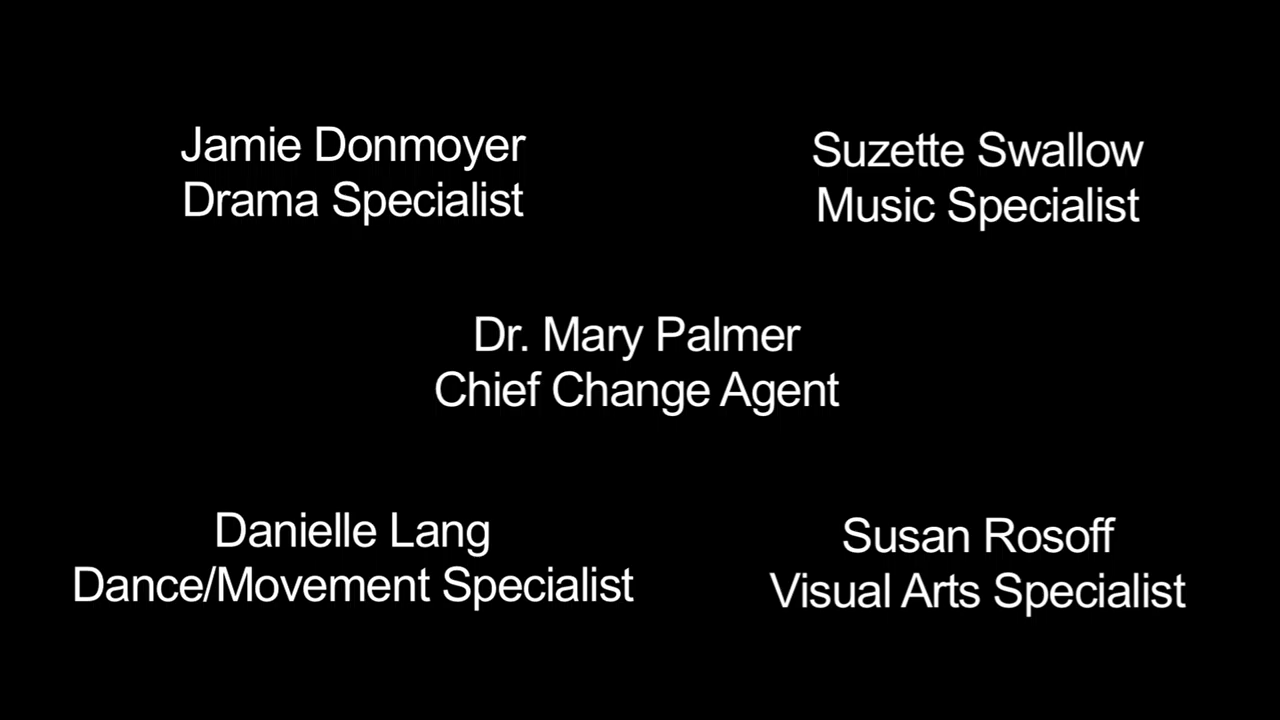 Jamie Donmoyer
Drama Specialist
Suzette Swallow
Music Specialist
Dr. Mary Palmer
Chief Change Agent
Danielle Lang
Dance/Movement Specialist
Susan Rosoff
Visual Arts Specialist